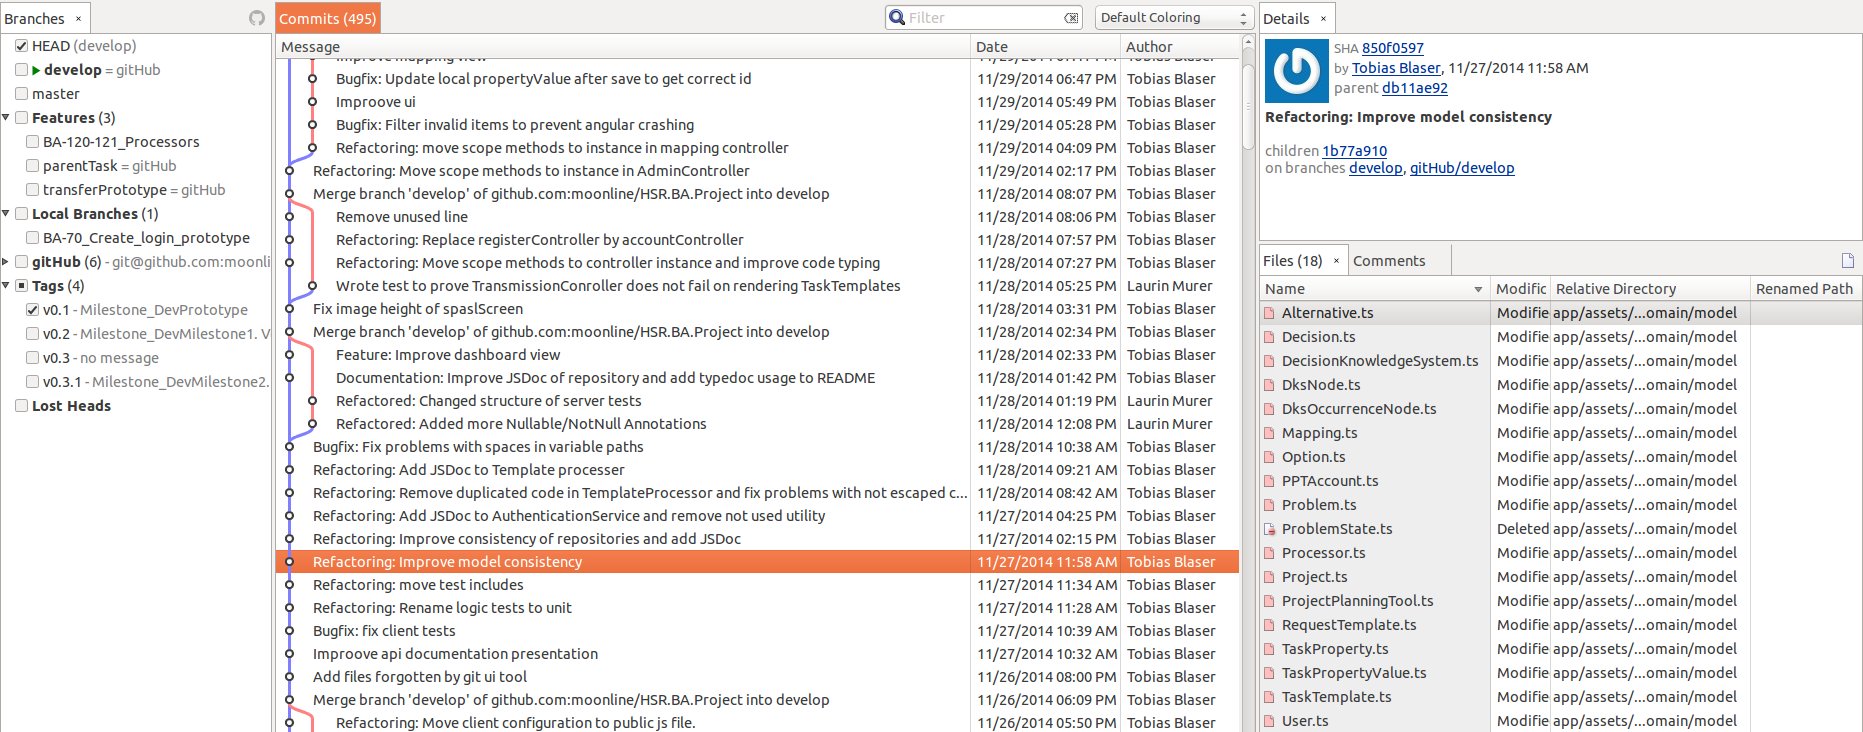 Branches
HEAD (develop)
develop = gitHub
master
Features (3)
BA-120-121_Processors
parentTask = gitHub
transferPrototype = gitHub
Local Branches (1)
BA-70_Create_login_prototype
gitHub (6) - git@github.com:moonli
Tags (4)
v0.1 - Milestone_DevPrototype
v0.2 - Milestone_DevMilestone1. V
v0.3 - no message
v0.3.1 - Milestone_DevMilestone2.
Lost Heads
Commits (495)
Filter
Default Coloring
Message Date Author
Improve mapping view Tobias Blaser
Bugfix: Update local propertyValue after save to get correct id 11/29/2014 06:47 PM Tobias Blaser
Improove ui 11/29/2014 05:49 PM Tobias Blaser
Bugfix: Filter invalid items to prevent angular crashing 11/29/2014 05:28 PM Tobias Blaser
Refactoring: move scope methods to instance in mapping controller 11/29/2014 04:09 PM Tobias Blaser
Refactoring: Move scope methods to instance in AdminController 11/29/2014 02:17 PM Tobias Blaser
Merge branch 'develop' of github.com:moonline/HSR.BA.Project into develop 11/28/2014 08:07 PM Tobias Blaser
Remove unused line 11/28/2014 08:06 PM Tobias Blaser
Refactoring: Replace registerController by accountController 11/28/2014 07:57 PM Tobias Blaser
Refactoring: Move scope methods to controller instance and improve code typing 11/28/2014 07:27 PM Tobias Blaser
Wrote test to prove TransmissionConroller does not fail on rendering TaskTemplates 11/28/2014 05:25 PM Laurin Murer
Fix image height of spaslScreen 11/28/2014 03:31 PM Tobias Blaser
Merge branch 'develop' of github.com:moonline/HSR.BA.Project into develop 11/28/2014 02:34 PM Tobias Blaser
Feature: Improve dashboard view 11/28/2014 02:33 PM Tobias Blaser
Documentation: Improve JSDoc of repository and add typedoc usage to README 11/28/2014 01:42 PM Tobias Blaser
Refactored: Changed structure of server tests 11/28/2014 01:19 PM Laurin Murer
Refactored: Added more Nullable/NotNull Annotations 11/28/2014 12:08 PM Laurin Murer
Bugfix: Fix problems with spaces in variable paths 11/28/2014 10:38 AM Tobias Blaser
Refactoring: Add JSDoc to Template processer 11/28/2014 09:21 AM Tobias Blaser
Refactoring: Remove duplicated code in TemplateProcessor and fix problems with not escaped c... 11/28/2014 08:42 AM Tobias Blaser
Refactoring: Add JSDoc to AuthenticationService and remove not used utility 11/27/2014 04:25 PM Tobias Blaser
Refactoring: Improve consistency of repositories and add JSDoc 11/27/2014 02:15 PM Tobias Blaser
Refactoring: Improve model consistency 11/27/2014 11:58 AM Tobias Blaser
Refactoring: move test includes 11/27/2014 11:34 AM Tobias Blaser
Refactoring: Rename logic tests to unit 11/27/2014 11:28 AM Tobias Blaser
Bugfix: fix client tests 11/27/2014 10:39 AM Tobias Blaser
Improove api documentation presentation 11/27/2014 10:32 AM Tobias Blaser
Add files forgotten by git ui tool 11/26/2014 08:00 PM Tobias Blaser
Merge branch 'develop' of github.com:moonline/HSR.BA.Project into develop 11/26/2014 06:09 PM Tobias Blaser
Refactoring: Move client configuration to public js file. 11/26/2014 05:50 PM Tobias Blaser
Details
SHA 850f0597
by Tobias Blaser, 11/27/2014 11:58 AM
parent db11ae92
Refactoring: Improve model consistency
children 1b77a910
on branches develop, gitHub/develop
Files (18) Comments
Name Modific Relative Directory Renamed Path
Alternative.ts Modifie app/assets/...omain/model
Decision.ts Modifie app/assets/...omain/model
DecisionKnowledgeSystem.ts Modifie app/assets/...omain/model
DksNode.ts Modifie app/assets/...omain/model
DksOccurrenceNode.ts Modifie app/assets/...omain/model
Mapping.ts Modifie app/assets/...omain/model
Option.ts Modifie app/assets/...omain/model
PPTAccount.ts Modifie app/assets/...omain/model
Problem.ts Modifie app/assets/...omain/model
ProblemState.ts Deleted app/assets/...omain/model
Processor.ts Modifie app/assets/...omain/model
Project.ts Modifie app/assets/...omain/model
ProjectPlanningTool.ts Modifie app/assets/...omain/model
RequestTemplate.ts Modifie app/assets/...omain/model
TaskProperty.ts Modifie app/assets/...omain/model
TaskPropertyValue.ts Modifie app/assets/...omain/model
TaskTemplate.ts Modifie app/assets/...omain/model
User.ts Modifie app/assets/...omain/model